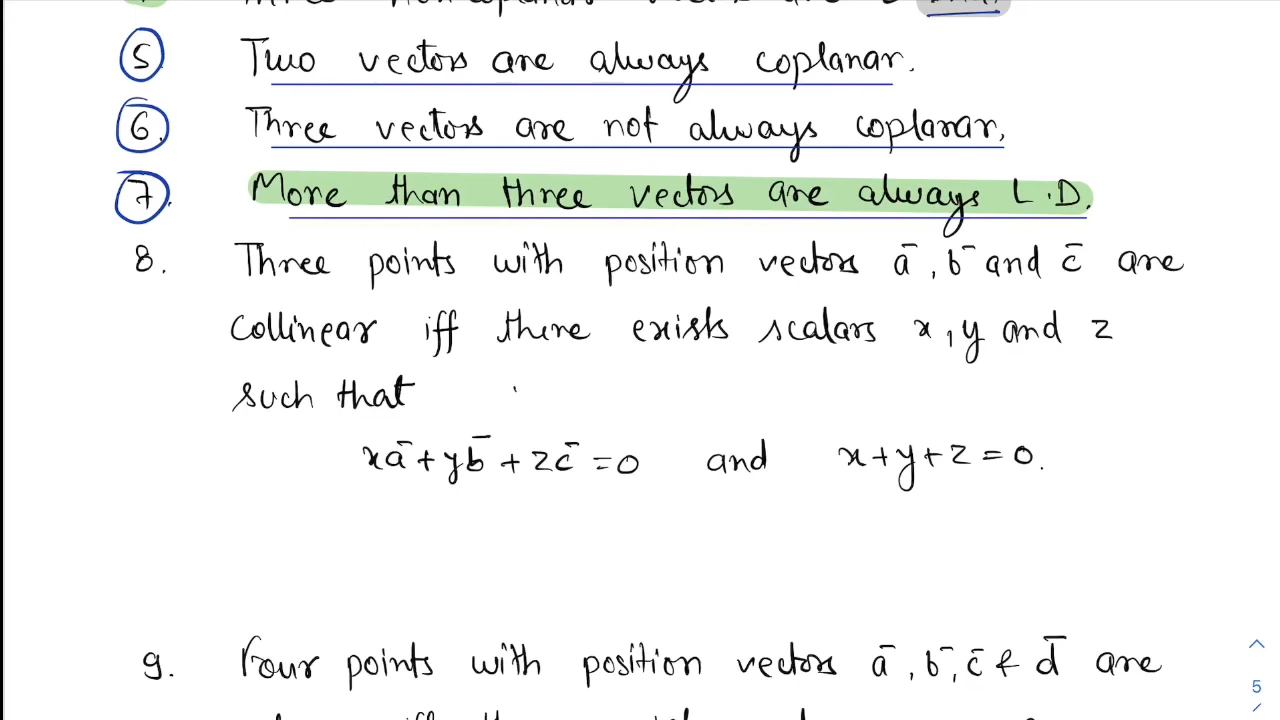 5 Two vectors are always coplanar.
6. Three vectors are not always coplanar.
7. More than three vectors are always L.D.
8. Three points with position vectors a̅, b̅ and c̅ are
collinear iff there exists scalars x, y and z
such that
xa̅ + yb̅ + zc̅ = 0 and x+y+z = 0.
9. Four points with position vectors a̅, b̅, c̅ & d̅ are
5